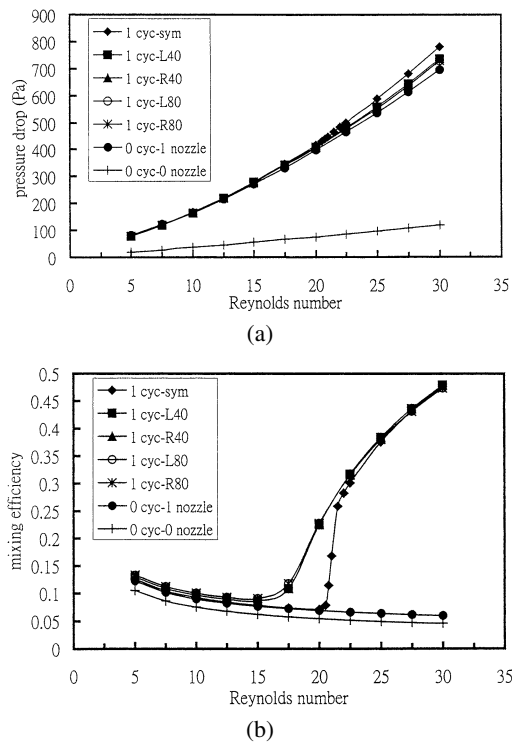 900
800
700
600
500
400
300
200
100
0
pressure drop (Pa)
1 cyc-sym
1 cyc-L40
1 cyc-R40
1 cyc-L80
1 cyc-R80
0 cyc-1 nozzle
0 cyc-0 nozzle
0 5 10 15 20 25 30 35
Reynolds number
(a)
0.5
0.45
0.4
0.35
0.3
0.25
0.2
0.15
0.1
0.05
0
mixing efficiency
1 cyc-sym
1 cyc-L40
1 cyc-R40
1 cyc-L80
1 cyc-R80
0 cyc-1 nozzle
0 cyc-0 nozzle
0 5 10 15 20 25 30 35
Reynolds number
(b)